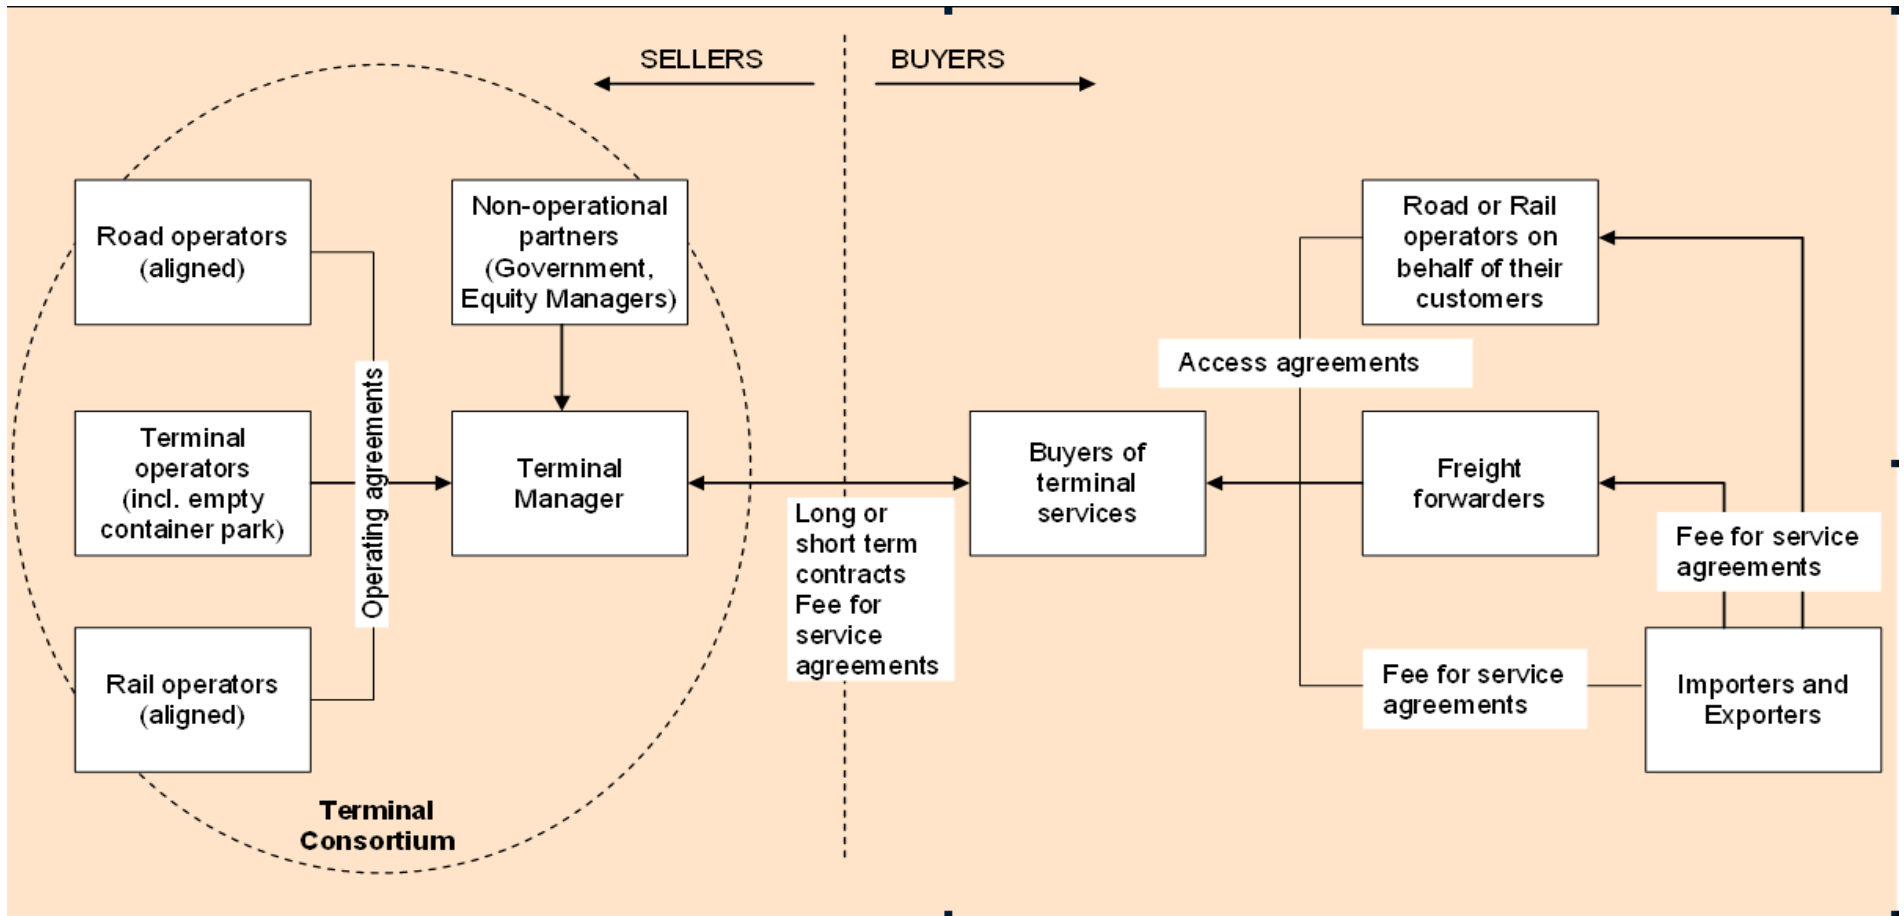 SELLERS
BUYERS
Road operators
(aligned)
Non-operational
partners
(Government,
Equity Managers)
Road or Rail
operators on
behalf of their
customers
Access agreements
Terminal
operators
(incl. empty
container park)
Operating agreements
Terminal
Manager
Buyers of
terminal
services
Freight
forwarders
Long or
short term
contracts
Fee for
service
agreements
Fee for service
agreements
Rail operators
(aligned)
Fee for service
agreements
Importers and
Exporters
Terminal
Consortium